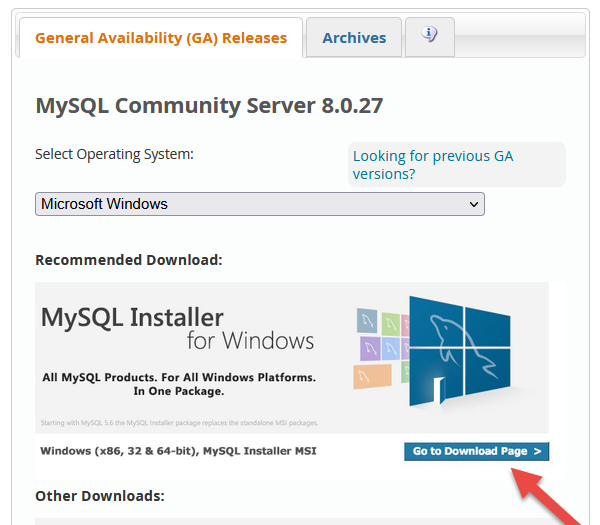 General Availability (GA) Releases
Archives
MySQL Community Server 8.0.27
Select Operating System:
Looking for previous GA
versions?
Microsoft Windows
Recommended Download:
MySQL Installer
for Windows
All MySQL Products. For All Windows Platforms.
In One Package.
Starting with MySQL 5.6 the MySQL Installer package replaces the standalone MSI packages.
Windows (x86, 32 & 64-bit), MySQL Installer MSI
Go to Download Page >
Other Downloads: